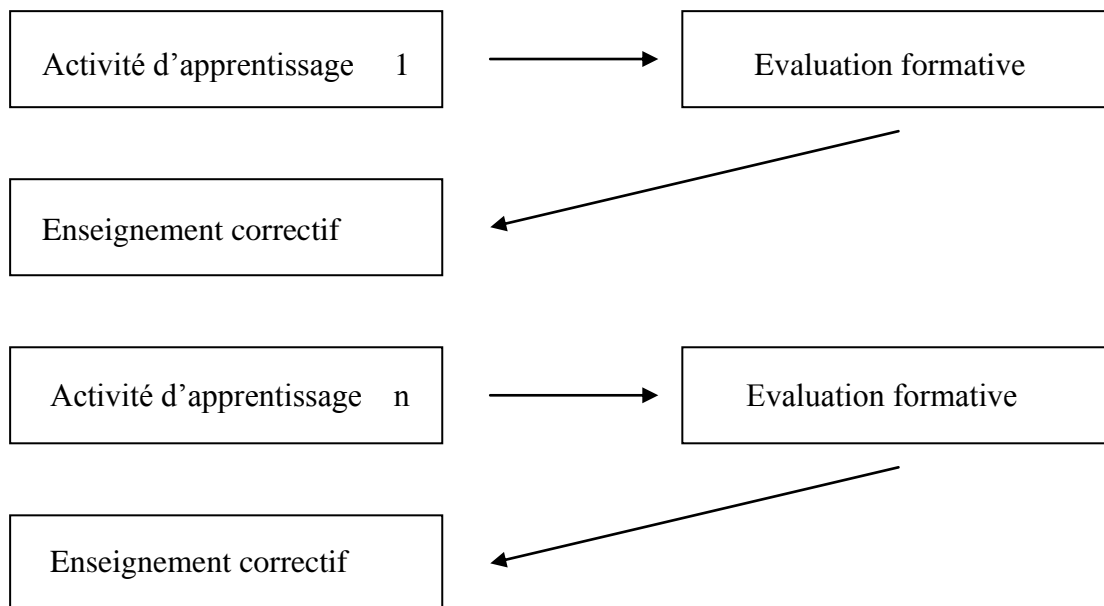 Activité d’apprentissage 1
Evaluation formative
Enseignement correctif
Activité d’apprentissage n
Evaluation formative
Enseignement correctif